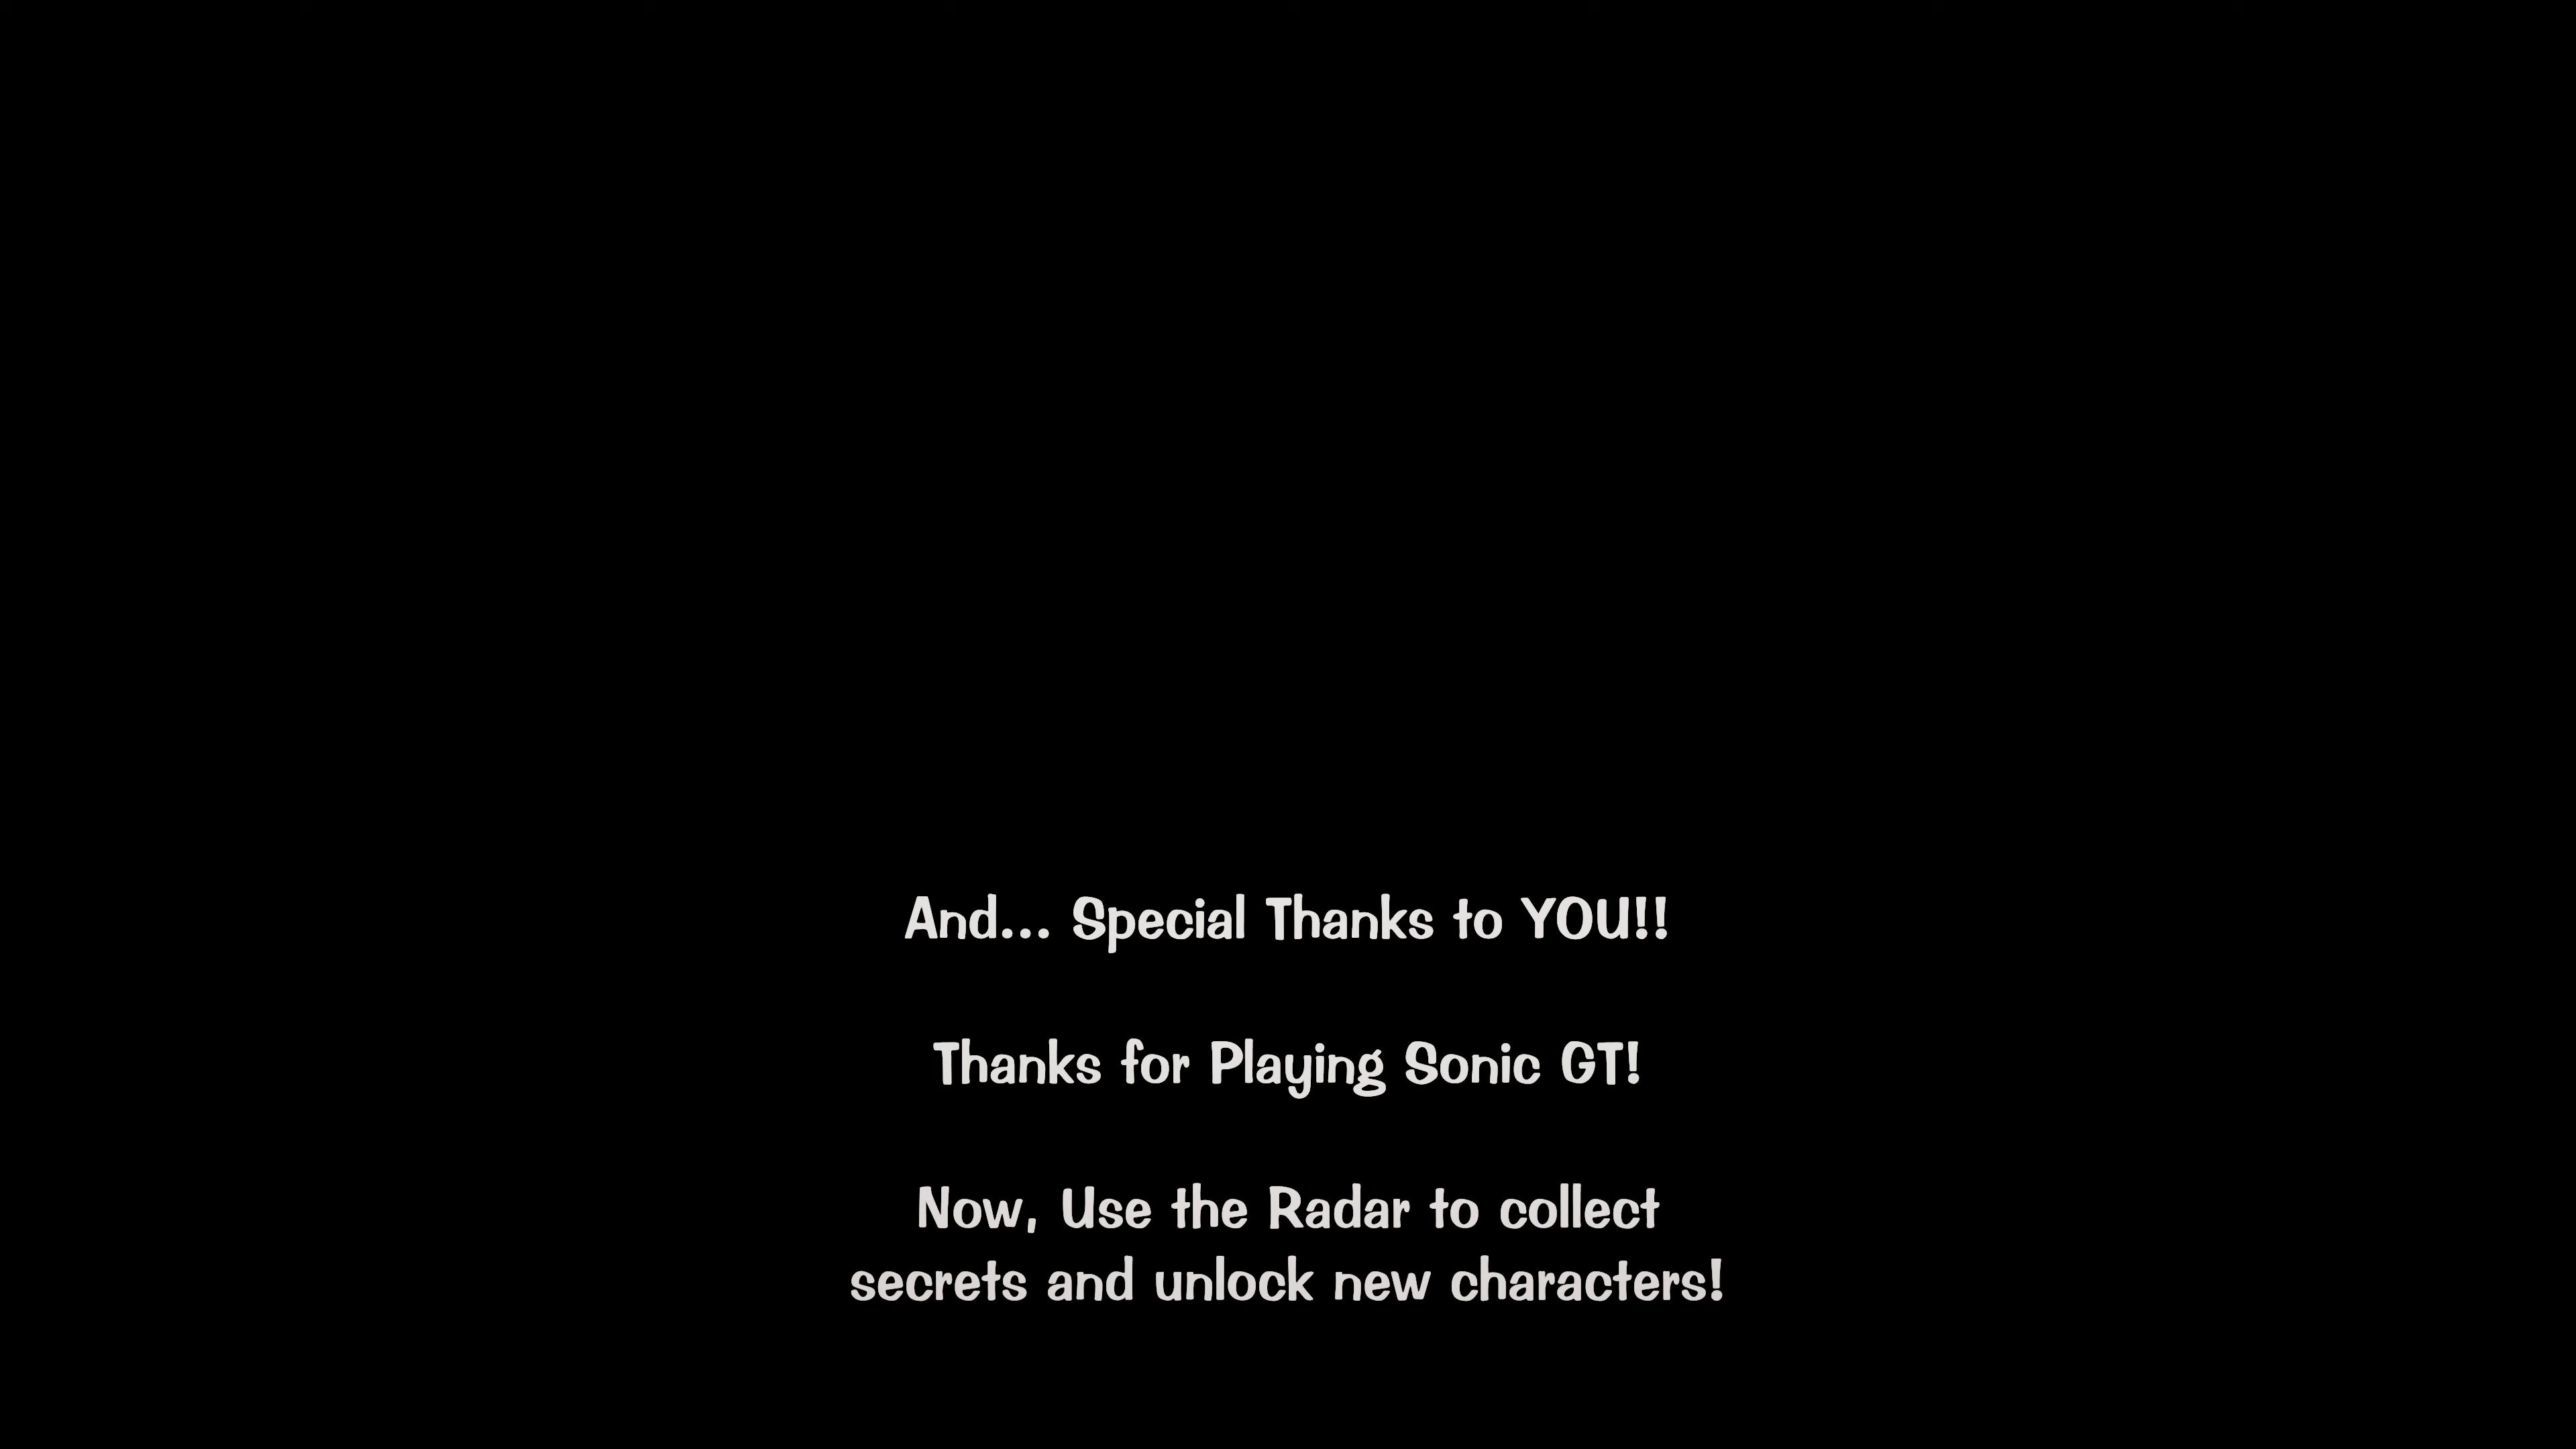 And... Special Thanks to YOU!!
Thanks for Playing Sonic GT!
Now, Use the Radar to collect
secrets and unlock new characters!